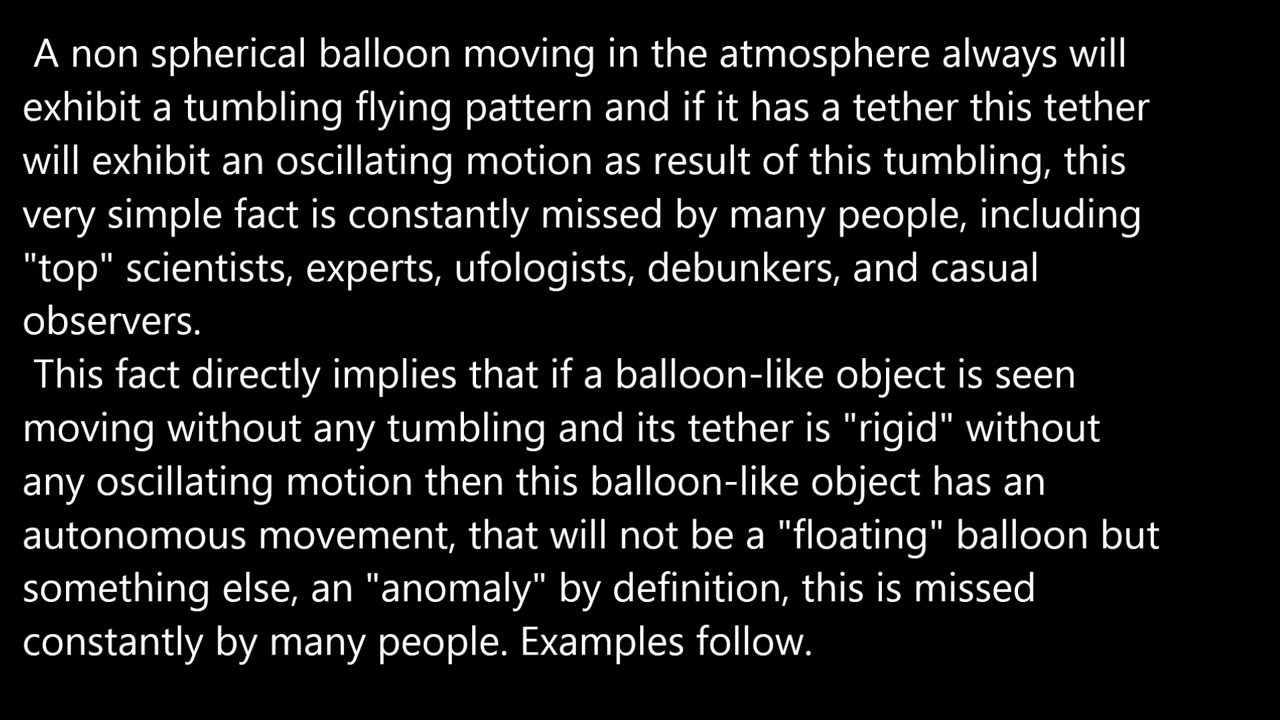 A non spherical balloon moving in the atmosphere always will
exhibit a tumbling flying pattern and if it has a tether this tether
will exhibit an oscillating motion as result of this tumbling, this
very simple fact is constantly missed by many people, including
"top" scientists, experts, ufologists, debunkers, and casual
observers.
This fact directly implies that if a balloon-like object is seen
moving without any tumbling and its tether is "rigid" without
any oscillating motion then this balloon-like object has an
autonomous movement, that will not be a "floating" balloon but
something else, an "anomaly" by definition, this is missed
constantly by many people. Examples follow.